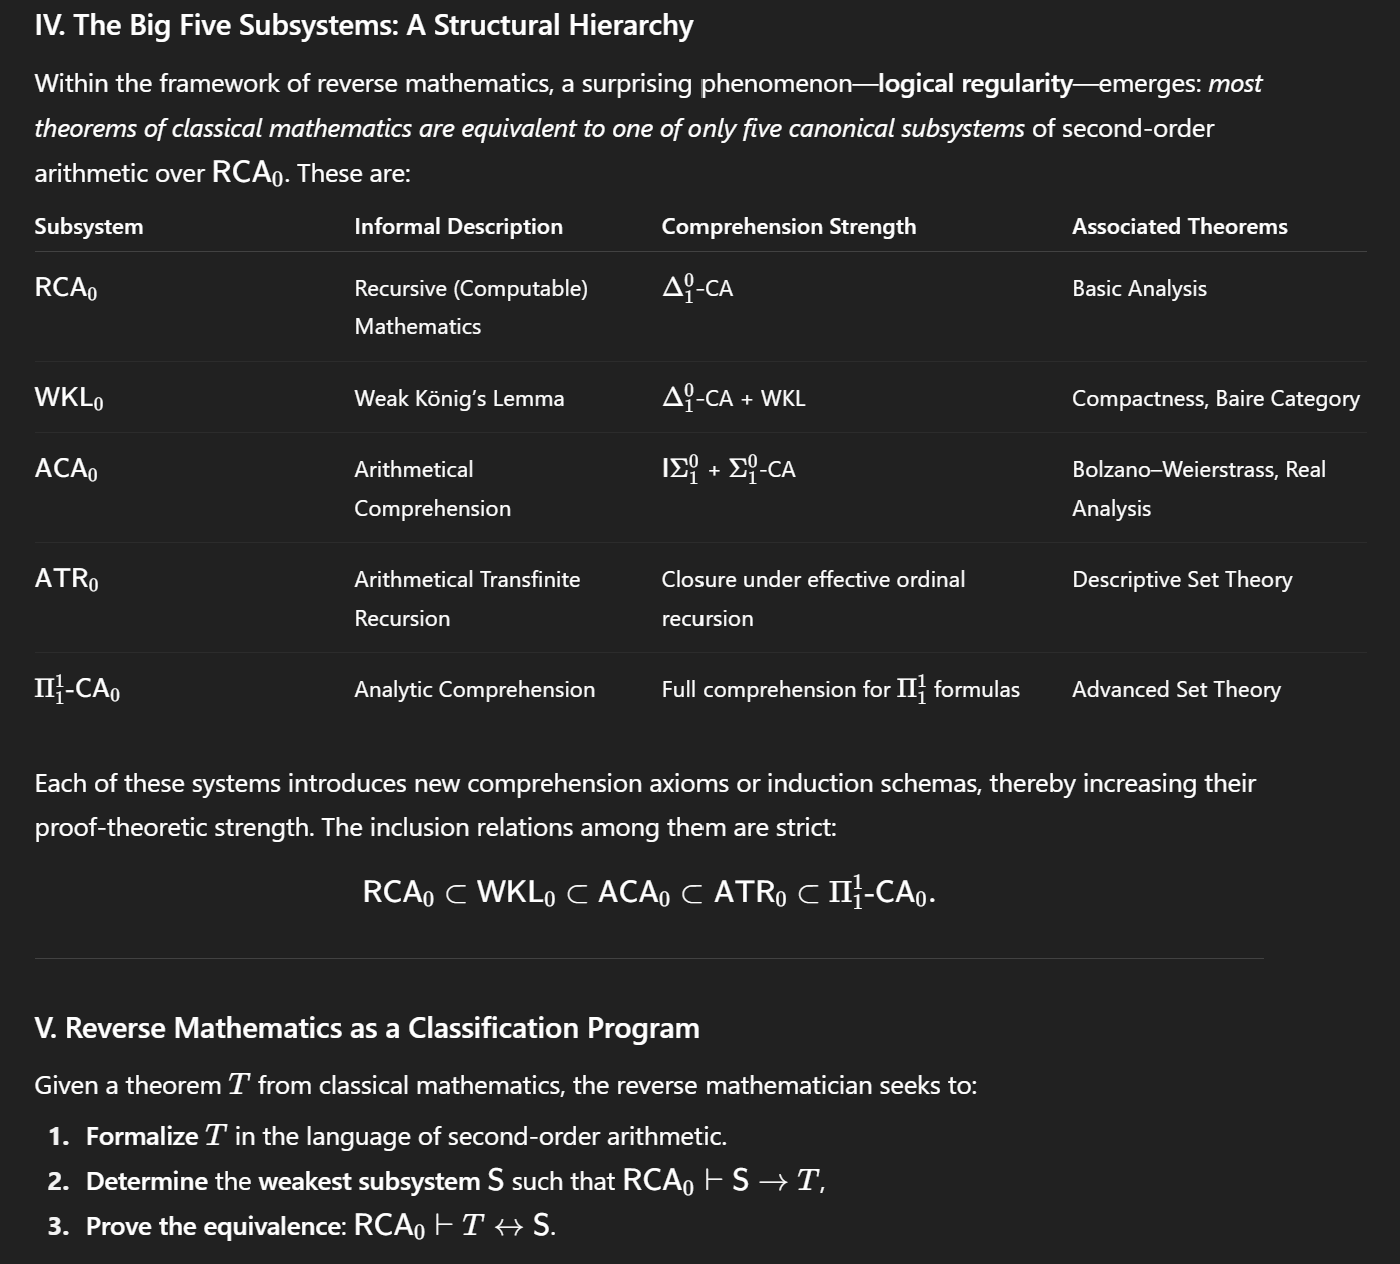 IV. The Big Five Subsystems: A Structural Hierarchy
Within the framework of reverse mathematics, a surprising phenomenon—logical regularity—emerges: most
theorems of classical mathematics are equivalent to one of only five canonical subsystems of second-order
arithmetic over RCA₀. These are:
Subsystem Informal Description Comprehension Strength Associated Theorems
RCA₀ Recursive (Computable) Δ⁰₁-CA Basic Analysis
Mathematics
WKL₀ Weak König’s Lemma Δ⁰₁-CA + WKL Compactness, Baire Category
ACA₀ Arithmetical IΣ⁰₁ + Σ⁰₁-CA Bolzano–Weierstrass, Real
Comprehension Analysis
ATR₀ Arithmetical Transfinite Closure under effective ordinal Descriptive Set Theory
Recursion recursion
Π¹₁-CA₀ Analytic Comprehension Full comprehension for Π¹₁ formulas Advanced Set Theory
Each of these systems introduces new comprehension axioms or induction schemas, thereby increasing their
proof-theoretic strength. The inclusion relations among them are strict:
RCA₀ ⊂ WKL₀ ⊂ ACA₀ ⊂ ATR₀ ⊂ Π¹₁-CA₀.
V. Reverse Mathematics as a Classification Program
Given a theorem T from classical mathematics, the reverse mathematician seeks to:
1. Formalize T in the language of second-order arithmetic.
2. Determine the weakest subsystem S such that RCA₀ ⊢ S → T,
3. Prove the equivalence: RCA₀ ⊢ T ↔ S.